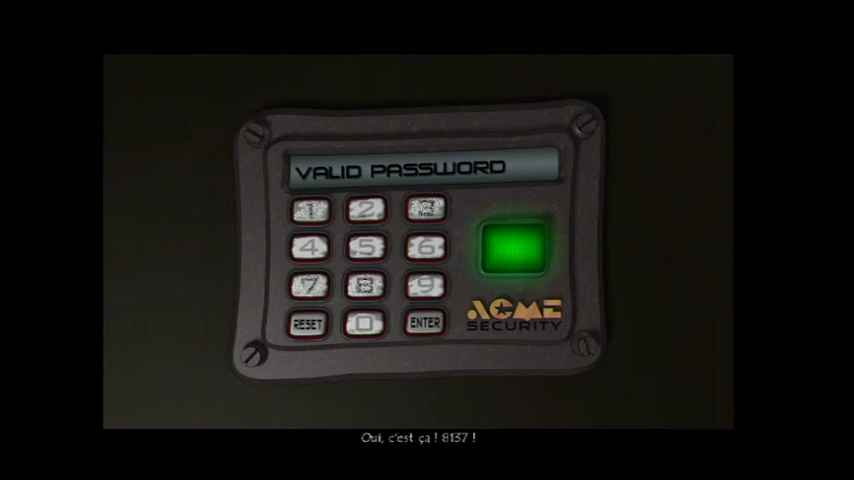 VALID PASSWORD
1 2 3
4 5 6
7 8 9
RESET 0 ENTER
ACME
SECURITY
Oui, c'est ça ! 8137 !